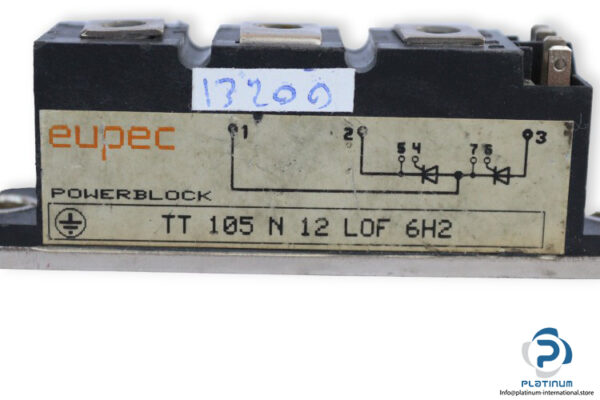 13200
eupec
1 2 5 4 7 6 3
POWERBLOCK
TT 105 N 12 LOF 6H2
PLATINUM
Info@platinum-international.store